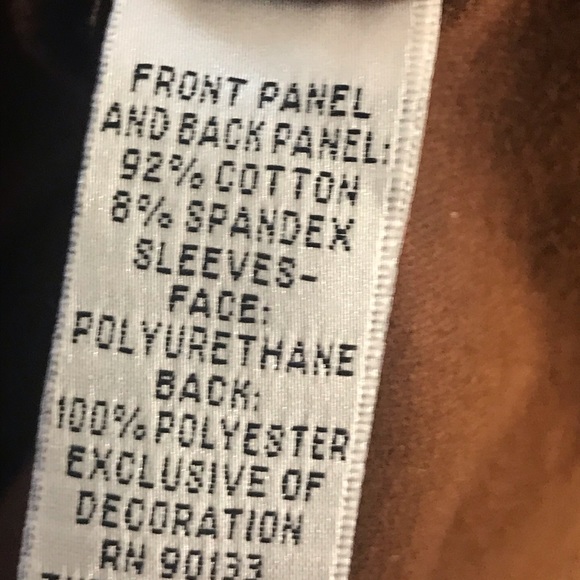 FRONT PANEL
AND BACK PANEL:
92% COTTON
8% SPANDEX
SLEEVES-
FACE:
POLYURETHANE
BACK:
100% POLYESTER
EXCLUSIVE OF
DECORATION
RN 90133